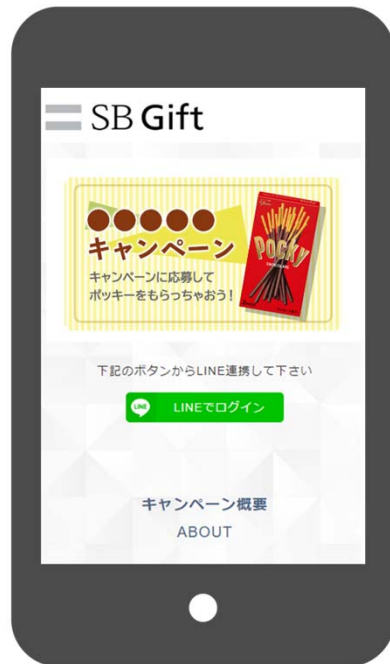 SB Gift
●●●●●
キャンペーン
キャンペーンに応募して
ポッキーをもらっちゃおう！
POCKY
CHOCOLATE
下記のボタンからLINE連携して下さい
LINE
LINEでログイン
キャンペーン概要
ABOUT